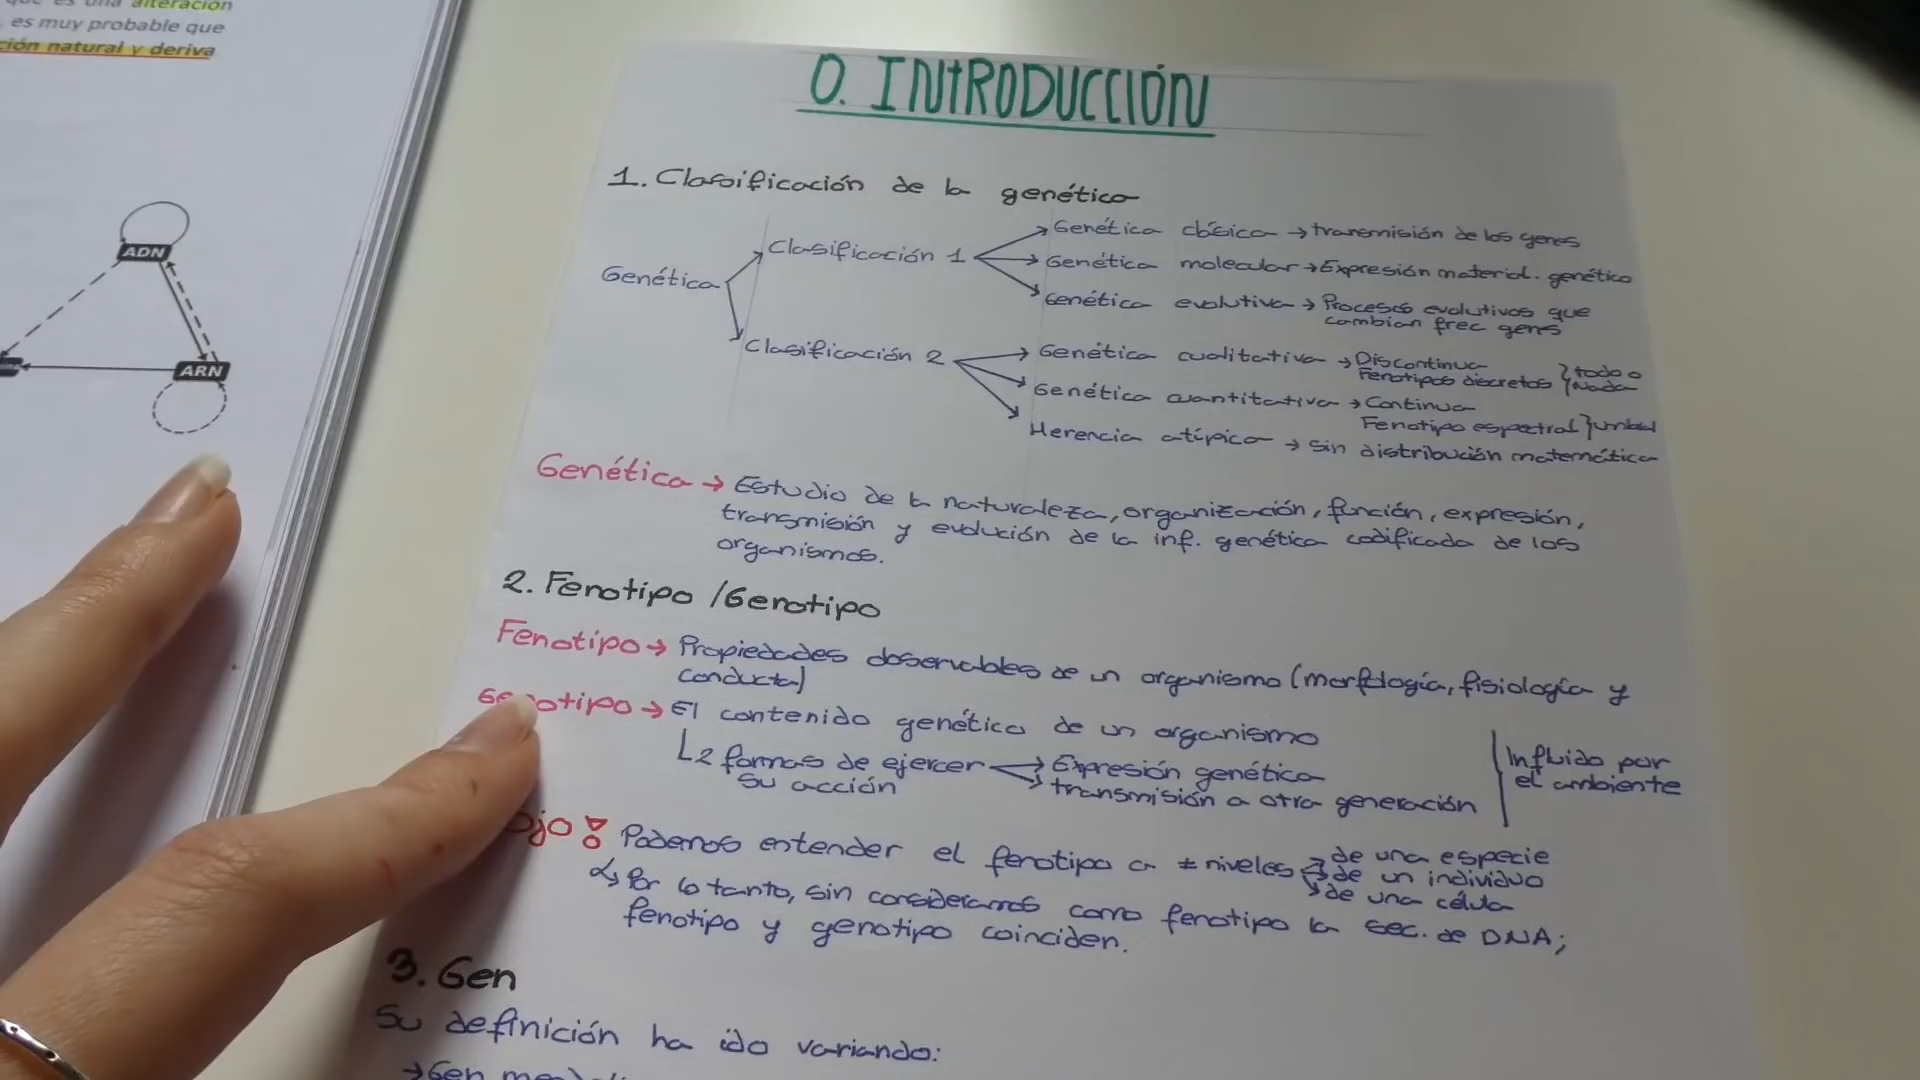 que es una alteración
es muy probable que
ción natural y deriva
ADN
ARN
0. INTRODUCCIÓN
1. Clasificación de la genética
Genética
Clasificación 1
Genética clásica → transmisión de los genes
Genética molecular → Expresión material. genético
Genética evolutiva → Procesos evolutivos que
cambian frec genes
Clasificación 2
Genética cualitativa → Discontinua
Fenotipos discretos } todo o
Nada
Genética cuantitativa → Continua
Fenotipo espectral } umbral
Herencia atípica → sin distribución matemática
Genética → Estudio de la naturaleza, organización, función, expresión,
transmisión y evolución de la inf. genética codificada de los
organismos.
2. Fenotipo / Genotipo
Fenotipo → Propiedades observables de un organismo (morfología, fisiología y
conducta)
Genotipo → El contenido genético de un organismo
2 formas de ejercer → Expresión genética
su acción → transmisión a otra generación
Influido por
el ambiente
Ojo! Podemos entender el fenotipo a ≠ niveles → de una especie
→ de un individuo
→ de una célula
↳ Por lo tanto, sin consideramos como fenotipo la sec. de DNA;
fenotipo y genotipo coinciden.
3. Gen
Su definición ha ido variando:
→ Gen